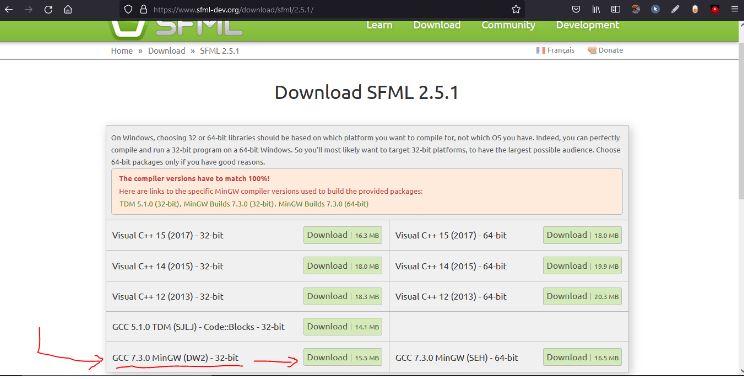 https://www.sfml-dev.org/download/sfml/2.5.1/
SFML
Learn Download Community Development
Home » Download » SFML 2.5.1
Français Donate
Download SFML 2.5.1
On Windows, choosing 32 or 64-bit libraries should be based on which platform you want to compile for, not which OS you have. Indeed, you can perfectly
compile and run a 32-bit program on a 64-bit Windows. So you'll most likely want to target 32-bit platforms, to have the largest possible audience. Choose
64-bit packages only if you have good reasons.
The compiler versions have to match 100%!
Here are links to the specific MinGW compiler versions used to build the provided packages:
TDM 5.1.0 (32-bit), MinGW Builds 7.3.0 (32-bit), MinGW Builds 7.3.0 (64-bit)
Visual C++ 15 (2017) - 32-bit Download | 16.3 MB Visual C++ 15 (2017) - 64-bit Download | 18.0 MB
Visual C++ 14 (2015) - 32-bit Download | 18.0 MB Visual C++ 14 (2015) - 64-bit Download | 19.9 MB
Visual C++ 12 (2013) - 32-bit Download | 18.3 MB Visual C++ 12 (2013) - 64-bit Download | 20.3 MB
GCC 5.1.0 TDM (SJLJ) - Code::Blocks - 32-bit Download | 14.1 MB
GCC 7.3.0 MinGW (DW2) - 32-bit Download | 15.5 MB GCC 7.3.0 MinGW (SEH) - 64-bit Download | 16.5 MB